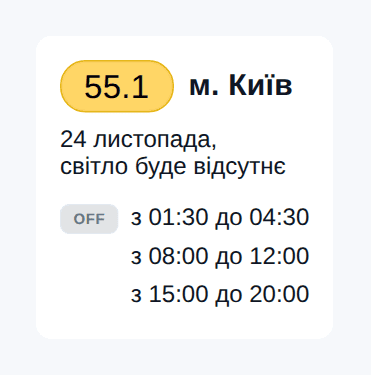 55.1 м. Київ
24 листопада,
світло буде відсутнє
OFF з 01:30 до 04:30
з 08:00 до 12:00
з 15:00 до 20:00